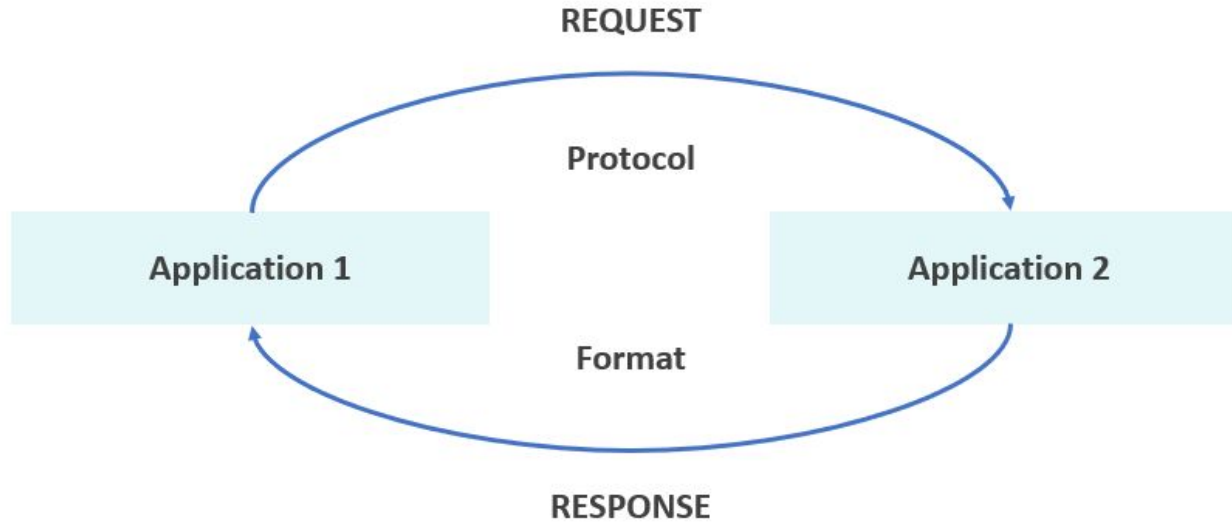 REQUEST
Protocol
Application 1
Application 2
Format
RESPONSE